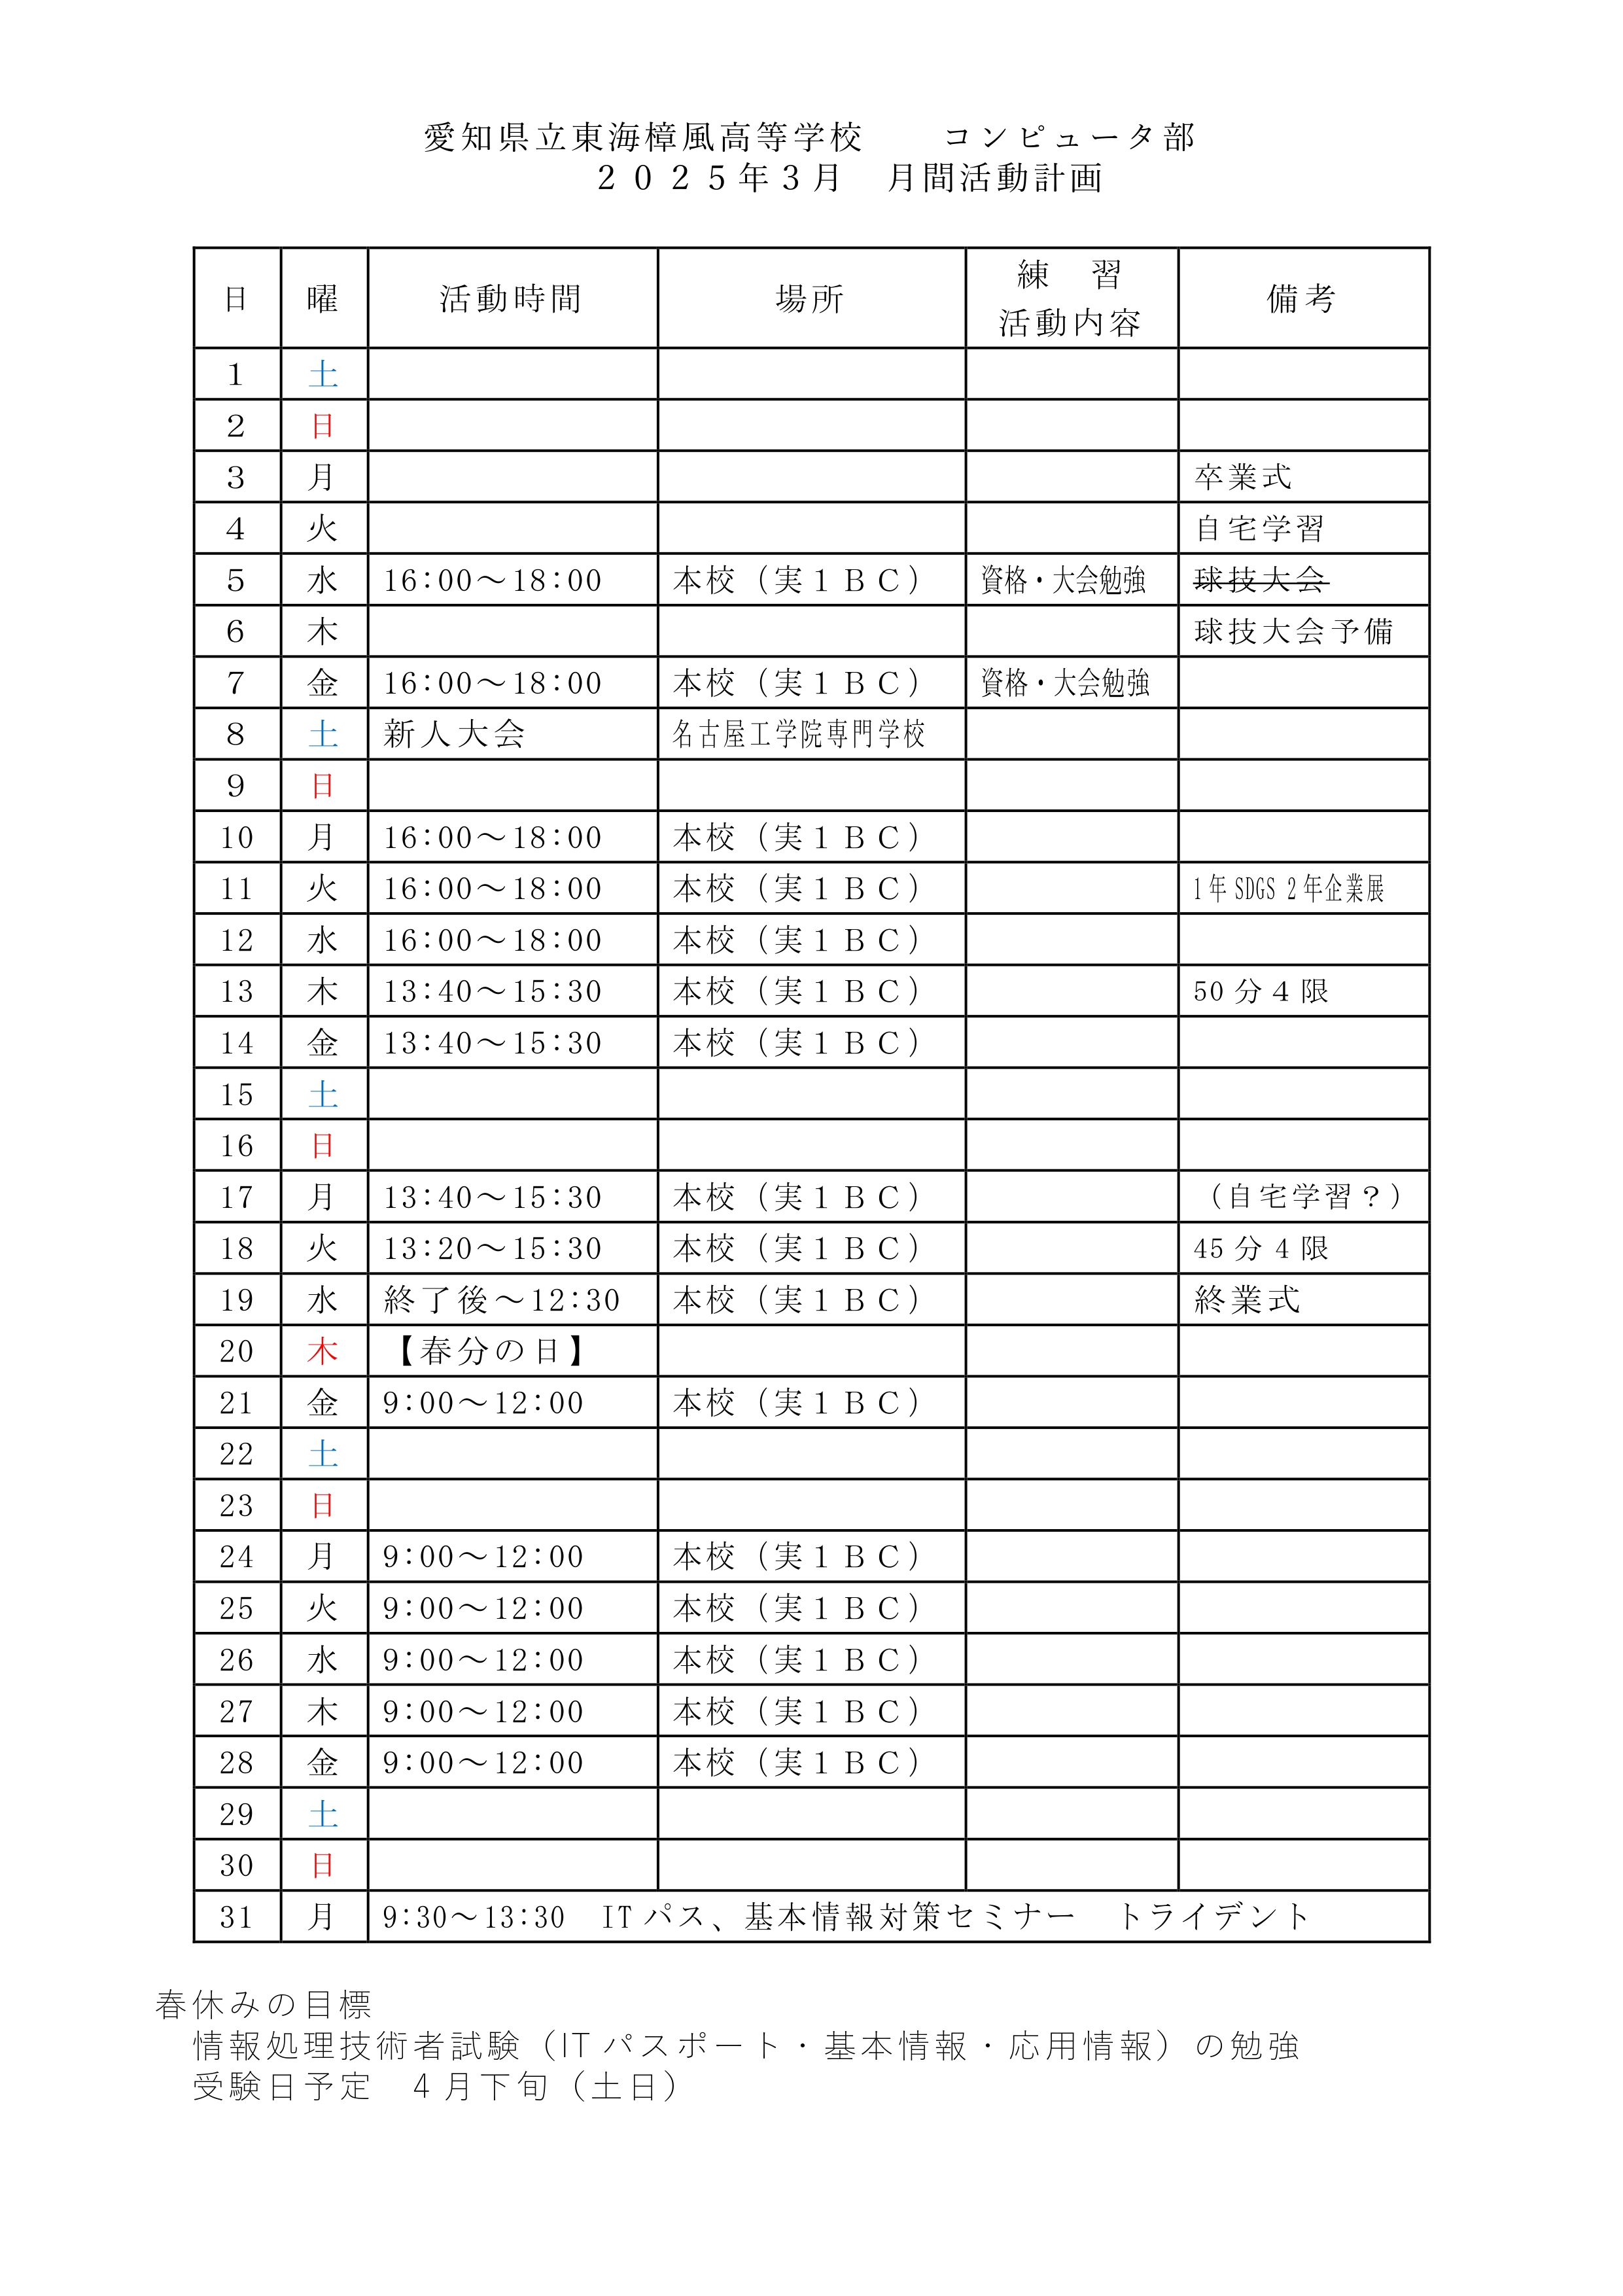 愛知県立東海樟風高等学校　　コンピュータ部
２０２５年３月　月間活動計画
日 曜 活動時間 場所 練　習 活動内容 備考
1 土
2 日
3 月 卒業式
4 火 自宅学習
5 水 16:00～18:00 本校（実１ＢＣ） 資格・大会勉強 球技大会
6 木 球技大会予備
7 金 16:00～18:00 本校（実１ＢＣ） 資格・大会勉強
8 土 新人大会 名古屋工学院専門学校
9 日
10 月 16:00～18:00 本校（実１ＢＣ）
11 火 16:00～18:00 本校（実１ＢＣ） 1年SDGS 2年企業展
12 水 16:00～18:00 本校（実１ＢＣ）
13 木 13:40～15:30 本校（実１ＢＣ） 50分4限
14 金 13:40～15:30 本校（実１ＢＣ）
15 土
16 日
17 月 13:40～15:30 本校（実１ＢＣ） （自宅学習？）
18 火 13:20～15:30 本校（実１ＢＣ） 45分4限
19 水 終了後～12:30 本校（実１ＢＣ） 終業式
20 木 【春分の日】
21 金 9:00～12:00 本校（実１ＢＣ）
22 土
23 日
24 月 9:00～12:00 本校（実１ＢＣ）
25 火 9:00～12:00 本校（実１ＢＣ）
26 水 9:00～12:00 本校（実１ＢＣ）
27 木 9:00～12:00 本校（実１ＢＣ）
28 金 9:00～12:00 本校（実１ＢＣ）
29 土
30 日
31 月 9:30～13:30　ITパス、基本情報対策セミナー　トライデント
春休みの目標
情報処理技術者試験（ITパスポート・基本情報・応用情報）の勉強
受験日予定　4月下旬（土日）